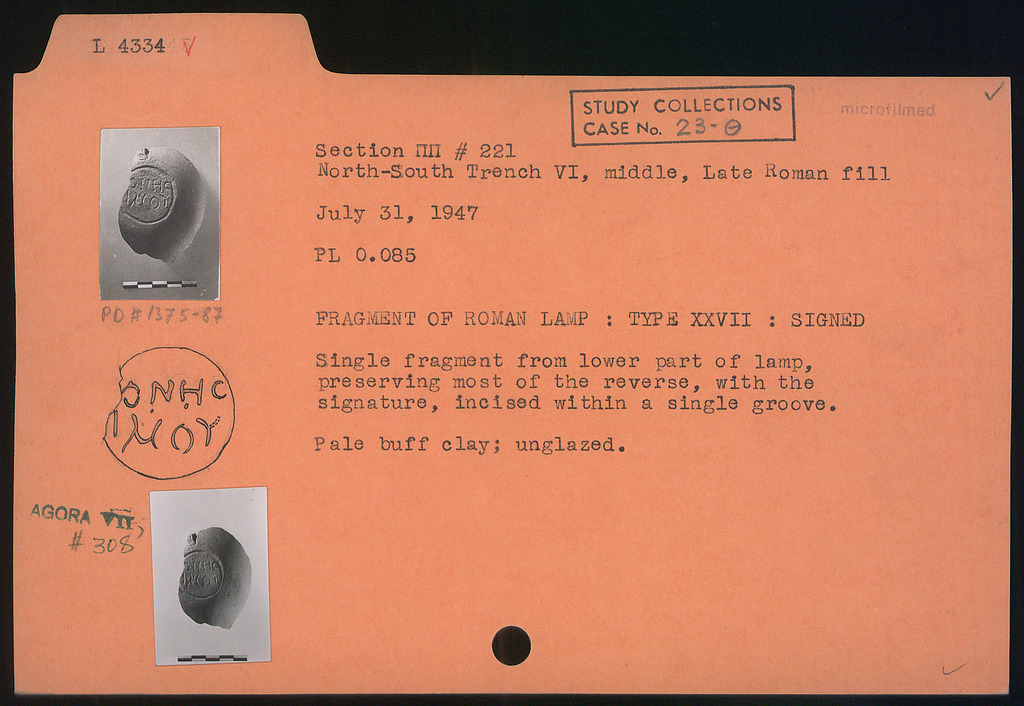 L 4334
STUDY COLLECTIONS
CASE No. 23-Θ
microfilmed
Section ΠΠ # 221
North-South Trench VI, middle, Late Roman fill
July 31, 1947
PL 0.085
PD #1375-87
FRAGMENT OF ROMAN LAMP : TYPE XXVII : SIGNED
Single fragment from lower part of lamp,
preserving most of the reverse, with the
signature, incised within a single groove.
Pale buff clay; unglazed.
ΟΝΗC
ΙΜΟΥ
AGORA VII,
# 308